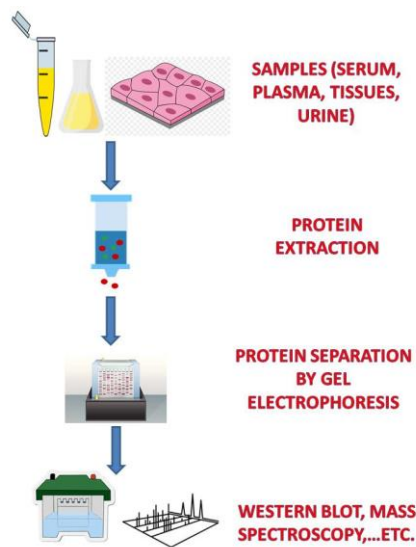 SAMPLES (SERUM,
PLASMA, TISSUES,
URINE)
PROTEIN
EXTRACTION
PROTEIN SEPARATION
BY GEL
ELECTROPHORESIS
WESTERN BLOT, MASS
SPECTROSCOPY,...ETC.